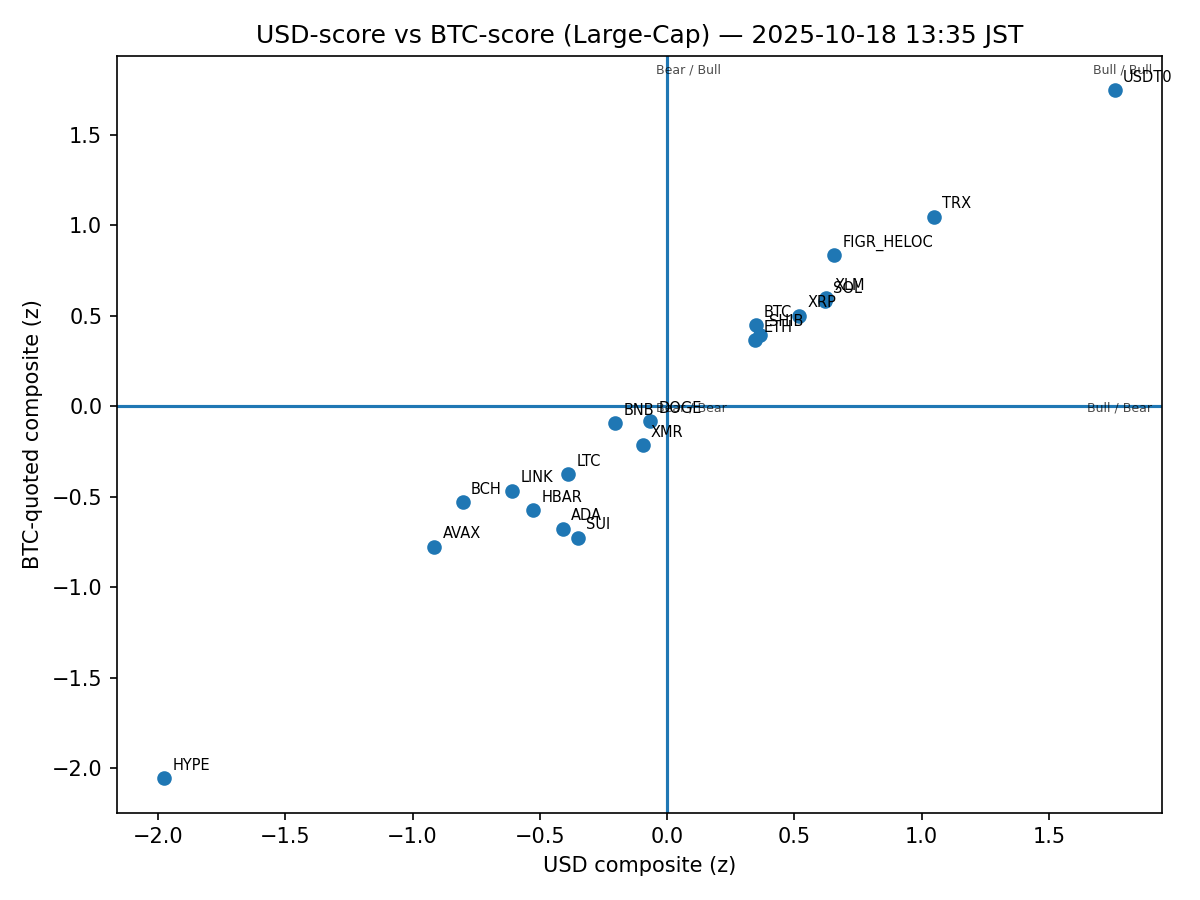 USD-score vs BTC-score (Large-Cap) — 2025-10-18 13:35 JST
Bear / Bull
Bull / Bull
USDT0
TRX
FIGR_HELOC
XLM
SOL
XRP
BTC
SHIB
ETH
DOGE
BNB
Bear / Bear
Bull / Bear
XMR
LTC
LINK
BCH
HBAR
ADA
SUI
AVAX
HYPE
1.5
1.0
0.5
0.0
−0.5
−1.0
−1.5
−2.0
BTC-quoted composite (z)
−2.0 −1.5 −1.0 −0.5 0.0 0.5 1.0 1.5
USD composite (z)